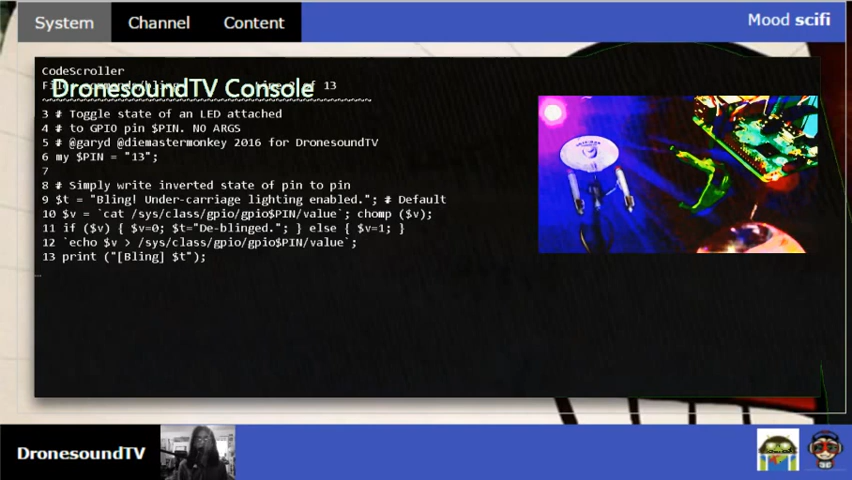 System Channel Content
Mood scifi
CodeScroller
DronesoundTV Console
of 13
3 # Toggle state of an LED attached
4 # to GPIO pin $PIN. NO ARGS
5 # @garyd @diemastermonkey 2016 for DronesoundTV
6 my $PIN = "13";
7
8 # Simply write inverted state of pin to pin
9 $t = "Bling! Under-carriage lighting enabled."; # Default
10 $v = `cat /sys/class/gpio/gpio$PIN/value`; chomp ($v);
11 if ($v) { $v=0; $t="De-blinged."; } else { $v=1; }
12 `echo $v > /sys/class/gpio/gpio$PIN/value`;
13 print ("[Bling] $t");
DronesoundTV